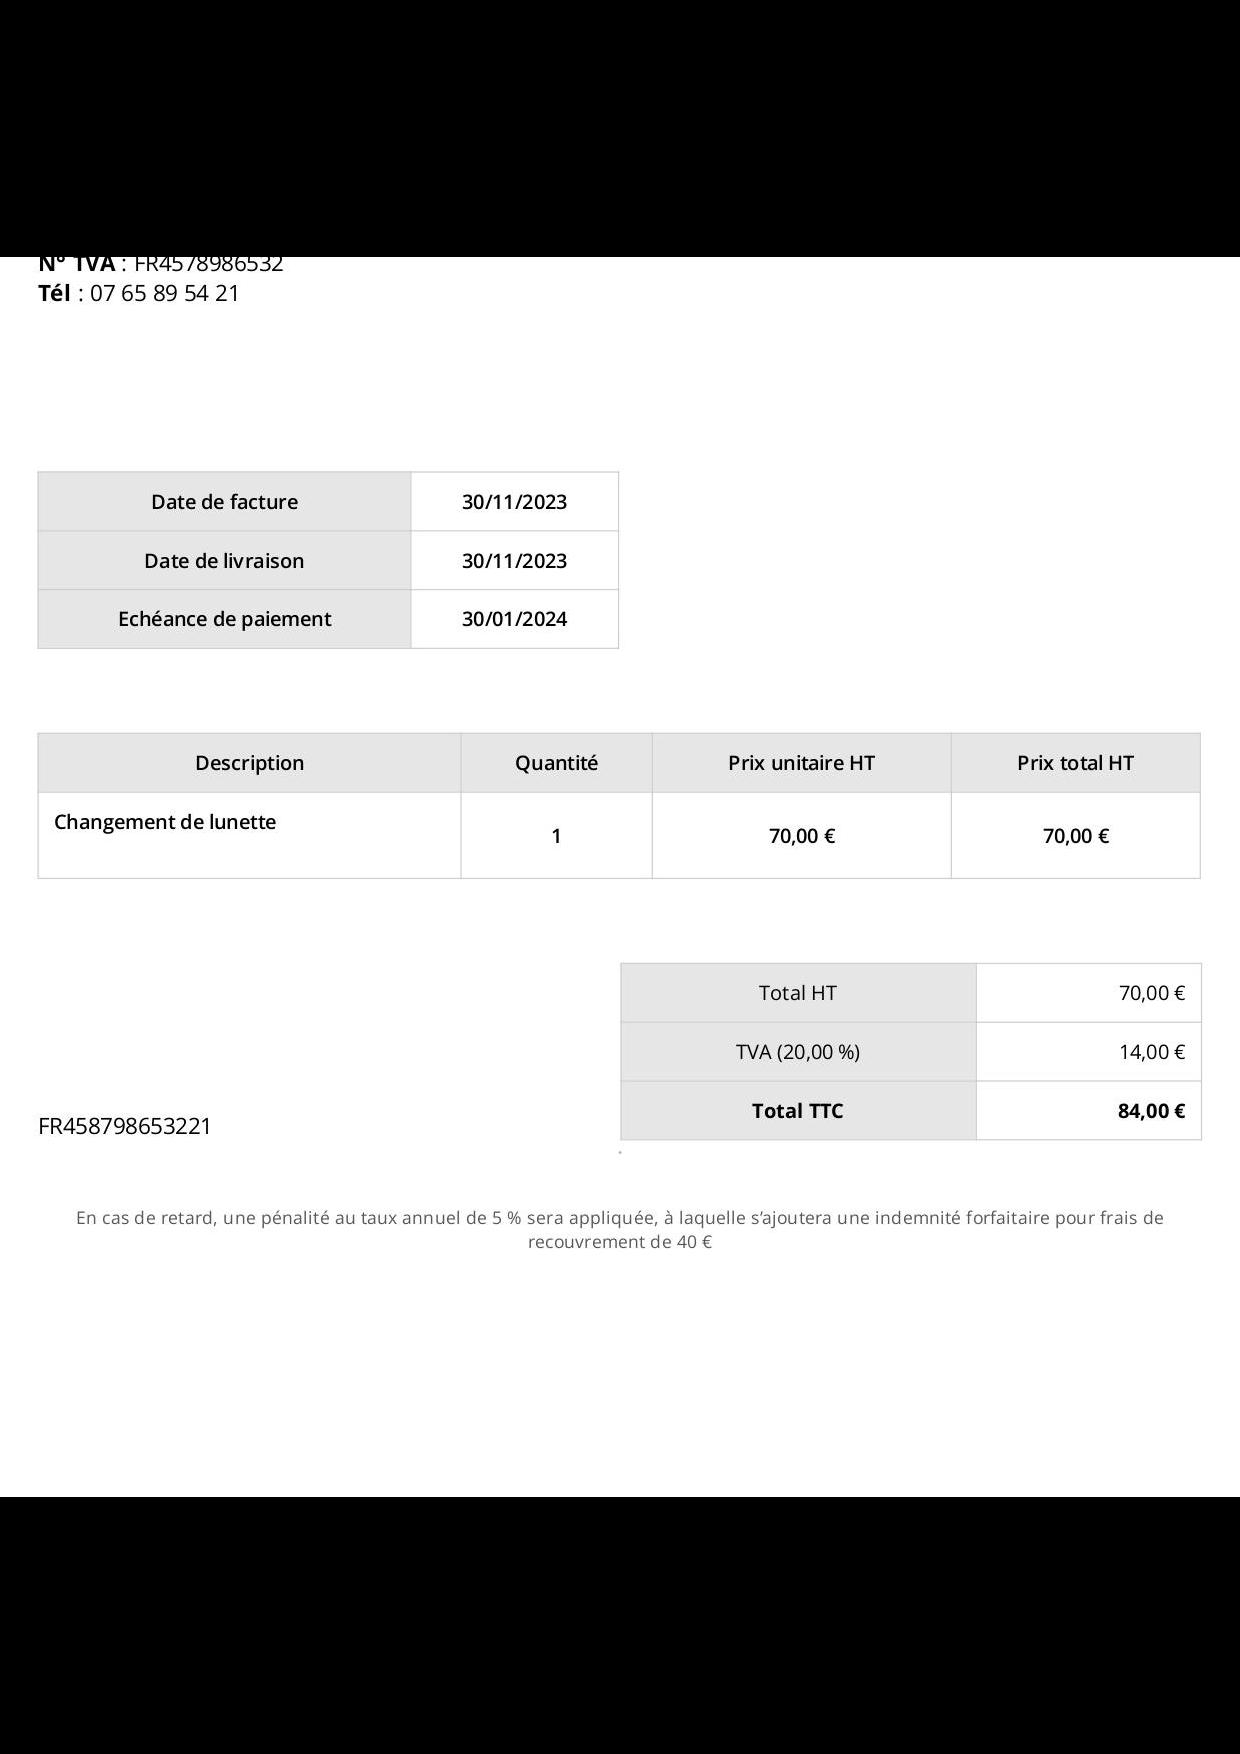 N° TVA : FR4578986532
Tél : 07 65 89 54 21
Date de facture 30/11/2023
Date de livraison 30/11/2023
Echéance de paiement 30/01/2024
Description Quantité Prix unitaire HT Prix total HT
Changement de lunette 1 70,00 € 70,00 €
Total HT 70,00 €
TVA (20,00 %) 14,00 €
Total TTC 84,00 €
FR458798653221
En cas de retard, une pénalité au taux annuel de 5 % sera appliquée, à laquelle s’ajoutera une indemnité forfaitaire pour frais de
recouvrement de 40 €